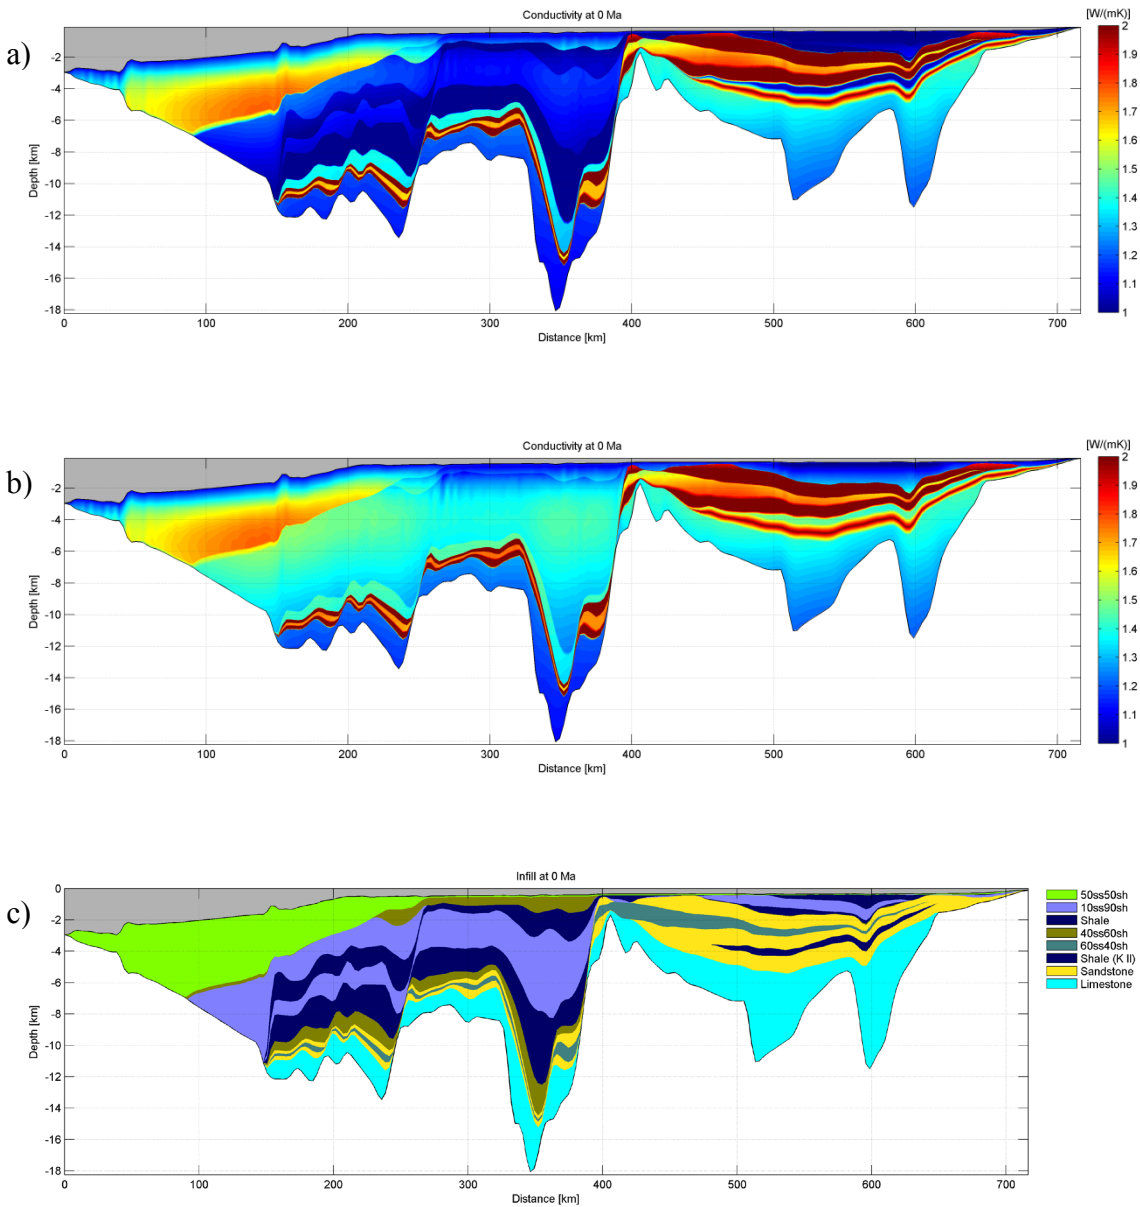 Conductivity at 0 Ma
[W/(mK)]
a)
-2
-4
-6
-8
-10
-12
-14
-16
-18
Depth [km]
0 100 200 300 400 500 600 700
Distance [km]
2
1.9
1.8
1.7
1.6
1.5
1.4
1.3
1.2
1.1
1
Conductivity at 0 Ma
[W/(mK)]
b)
-2
-4
-6
-8
-10
-12
-14
-16
-18
Depth [km]
0 100 200 300 400 500 600 700
Distance [km]
2
1.9
1.8
1.7
1.6
1.5
1.4
1.3
1.2
1.1
1
Infill at 0 Ma
c)
0
-2
-4
-6
-8
-10
-12
-14
-16
-18
Depth [km]
0 100 200 300 400 500 600 700
Distance [km]
50ss50sh
10ss90sh
Shale
40ss60sh
60ss40sh
Shale (K II)
Sandstone
Limestone